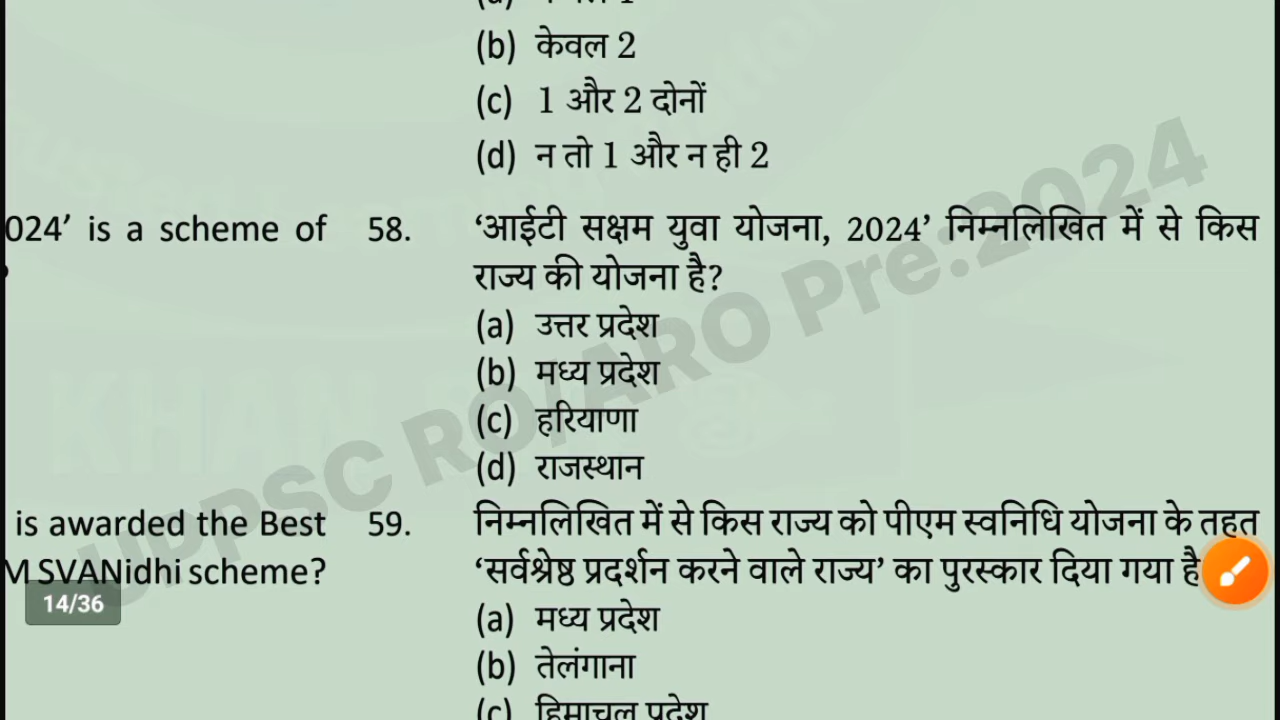 (b) केवल 2
(c) 1 और 2 दोनों
(d) न तो 1 और न ही 2
024’ is a scheme of 58. ‘आईटी सक्षम युवा योजना, 2024’ निम्नलिखित में से किस
राज्य की योजना है?
(a) उत्तर प्रदेश
(b) मध्य प्रदेश
(c) हरियाणा
(d) राजस्थान
UPPSC RO/ARO Pre:2024
KHAN
is awarded the Best 59. निम्नलिखित में से किस राज्य को पीएम स्वनिधि योजना के तहत
M SVANidhi scheme? ‘सर्वश्रेष्ठ प्रदर्शन करने वाले राज्य’ का पुरस्कार दिया गया है
14/36
(a) मध्य प्रदेश
(b) तेलंगाना
(c) हिमाचल प्रदेश